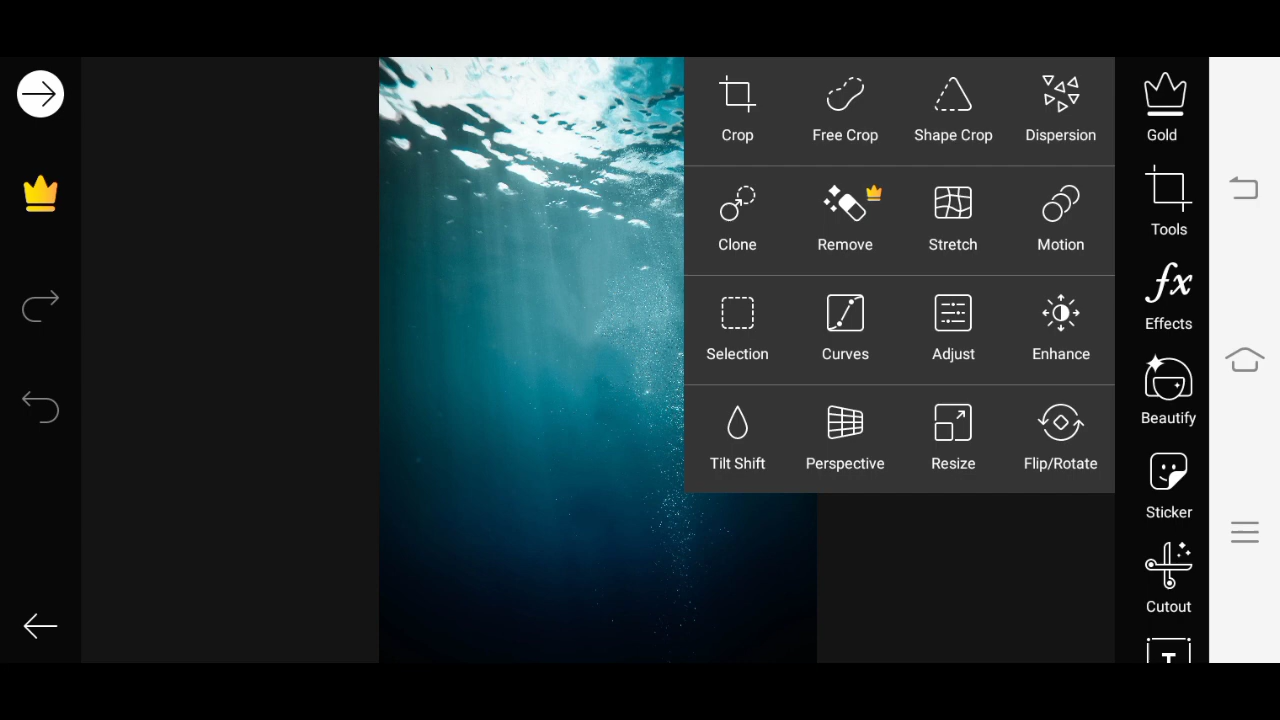 Crop
Free Crop
Shape Crop
Dispersion
Clone
Remove
Stretch
Motion
Selection
Curves
Adjust
Enhance
Tilt Shift
Perspective
Resize
Flip/Rotate
Gold
Tools
fx
Effects
Beautify
Sticker
Cutout
T